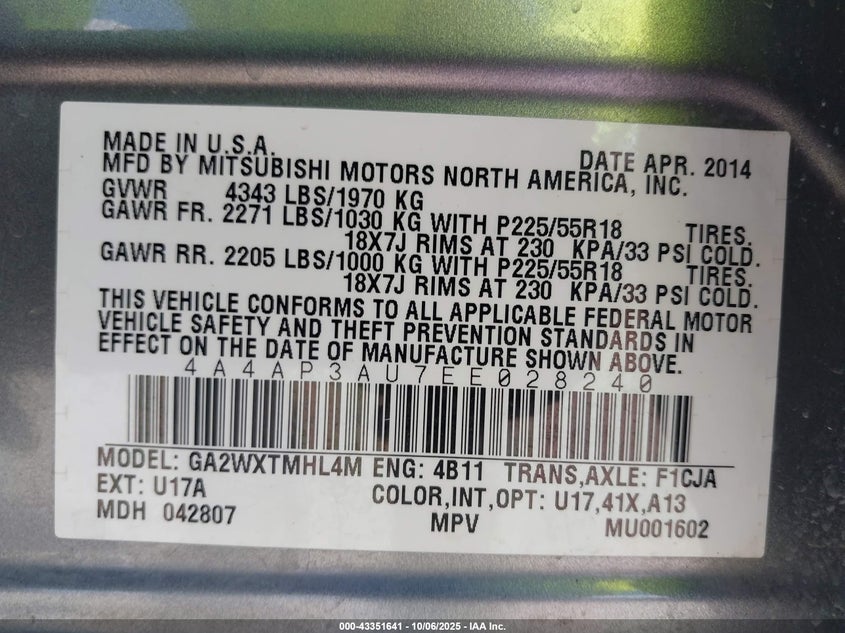 MADE IN U.S.A. DATE APR. 2014
MFD BY MITSUBISHI MOTORS NORTH AMERICA, INC.
GVWR 4343 LBS/1970 KG
GAWR FR. 2271 LBS/1030 KG WITH P225/55R18 TIRES.
18X7J RIMS AT 230 KPA/33 PSI COLD.
GAWR RR. 2205 LBS/1000 KG WITH P225/55R18 TIRES.
18X7J RIMS AT 230 KPA/33 PSI COLD.
THIS VEHICLE CONFORMS TO ALL APPLICABLE FEDERAL MOTOR
VEHICLE SAFETY AND THEFT PREVENTION STANDARDS IN
EFFECT ON THE DATE OF MANUFACTURE SHOWN ABOVE.
4A4AP3AU7EE028240
MODEL: GA2WXTMHL4M ENG: 4B11 TRANS,AXLE: F1CJA
EXT: U17A COLOR,INT,OPT: U17,41X,A13
MDH 042807 MPV MU001602
000-43351641 - 10/06/2025 - IAA Inc.